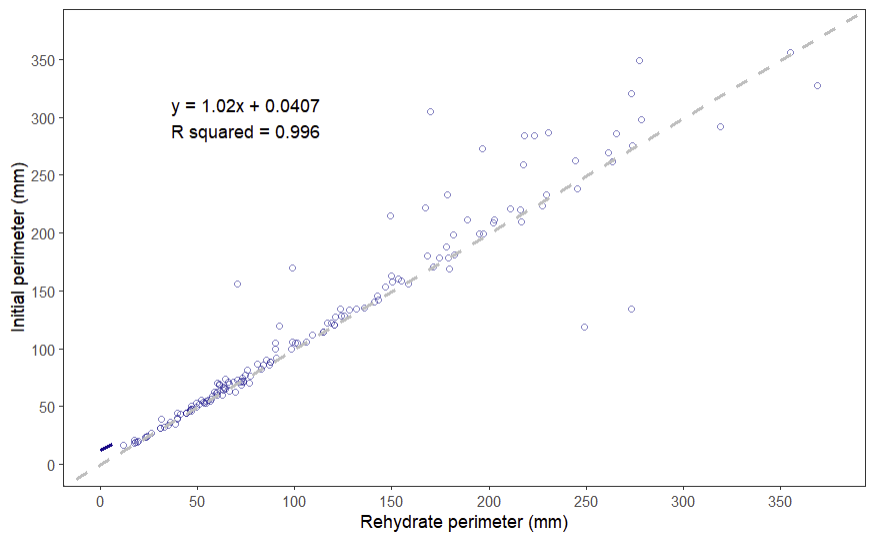 y = 1.02x + 0.0407
R squared = 0.996
Initial perimeter (mm)
350
300
250
200
150
100
50
0
0 50 100 150 200 250 300 350
Rehydrate perimeter (mm)